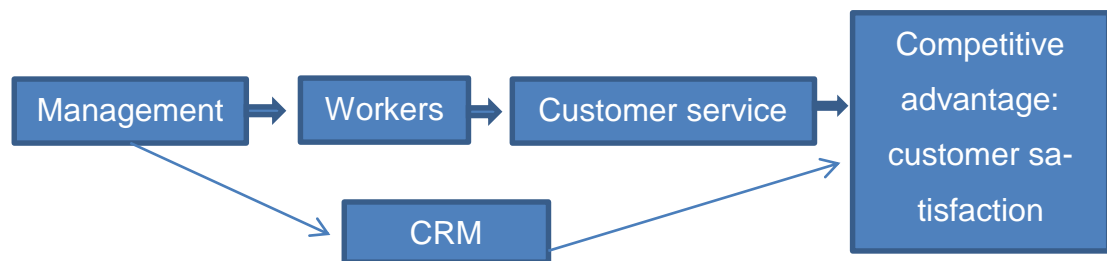 Management
Workers
Customer service
Competitive
advantage:
customer sa-
tisfaction
CRM